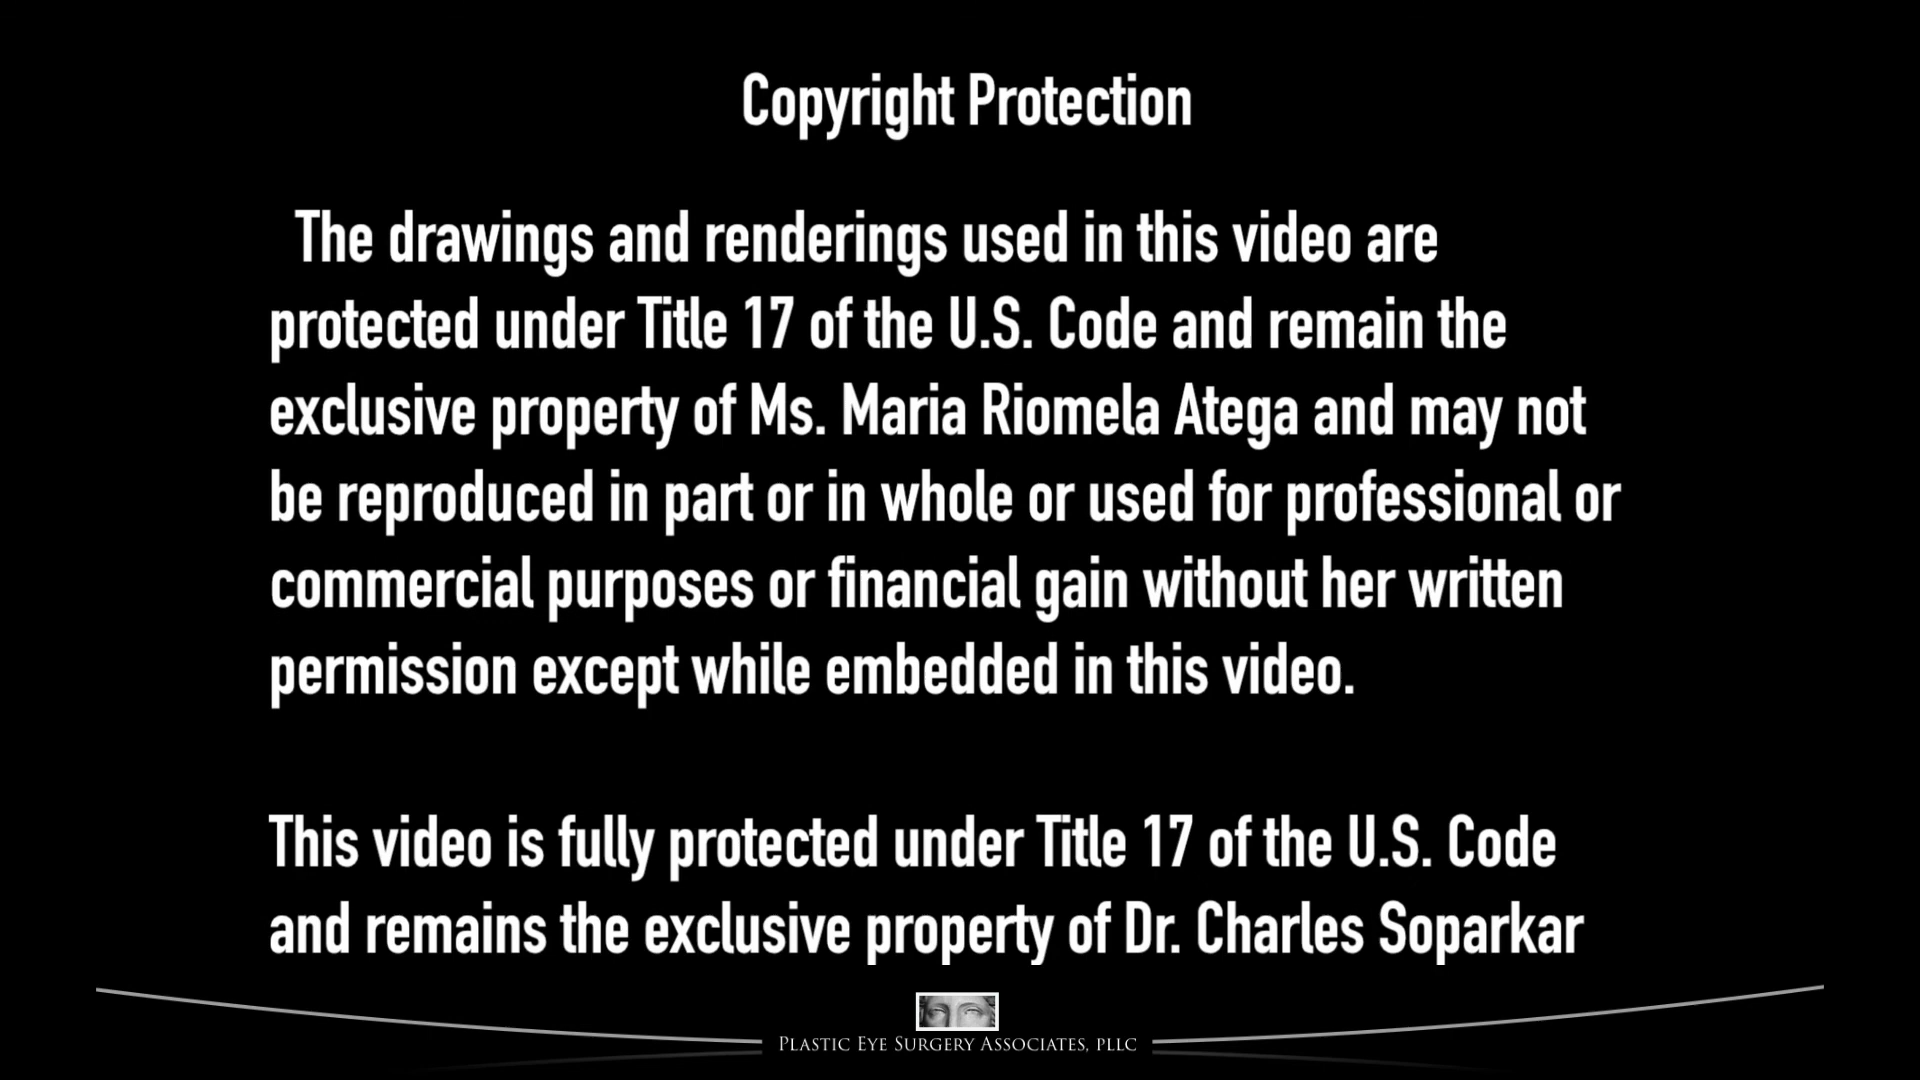 Copyright Protection
The drawings and renderings used in this video are
protected under Title 17 of the U.S. Code and remain the
exclusive property of Ms. Maria Riomela Atega and may not
be reproduced in part or in whole or used for professional or
commercial purposes or financial gain without her written
permission except while embedded in this video.
This video is fully protected under Title 17 of the U.S. Code
and remains the exclusive property of Dr. Charles Soparkar
PLASTIC EYE SURGERY ASSOCIATES, PLLC